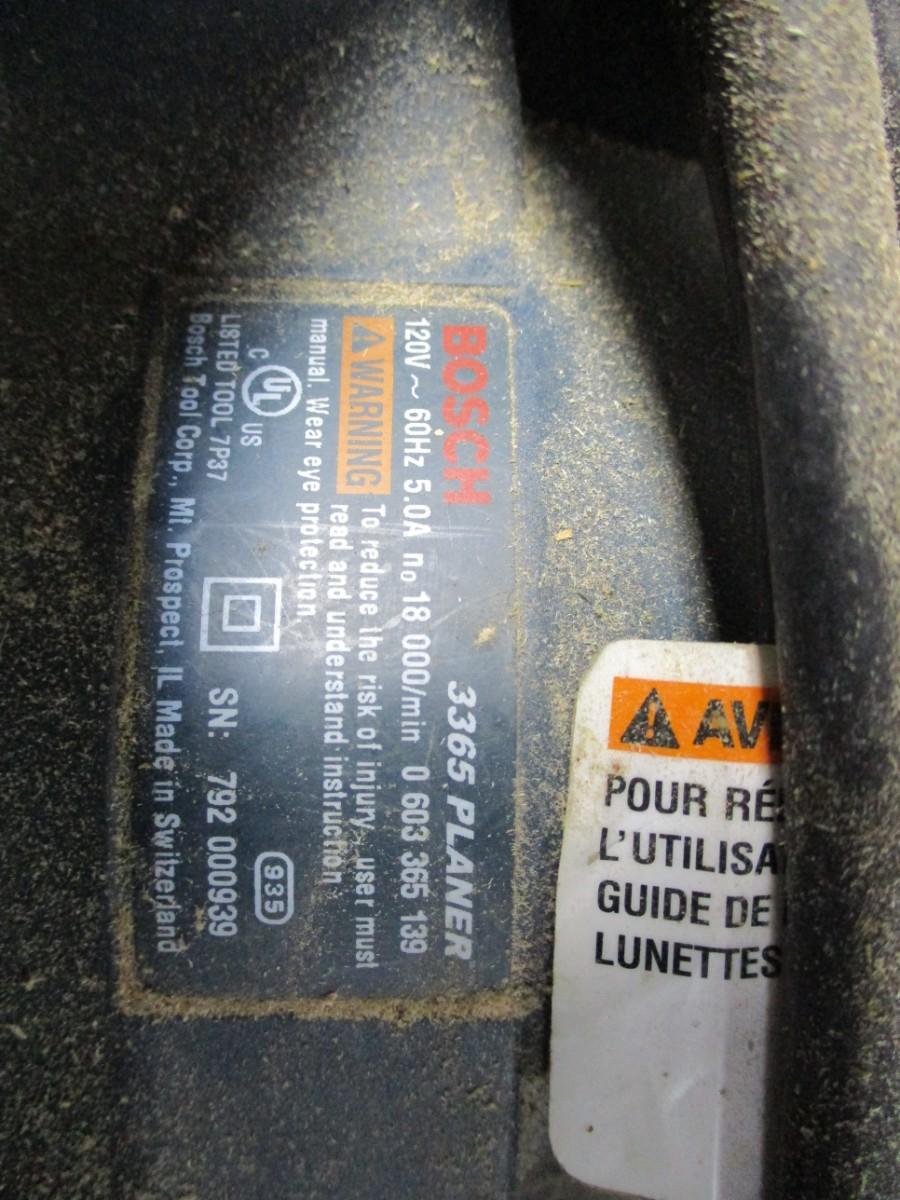 BOSCH 3365 PLANER
120V ~ 60Hz 5.0A no 18 000/min 0 603 365 139
⚠ WARNING To reduce the risk of injury, user must
read and understand instruction
manual. Wear eye protection.
C UL US
935
LISTED TOOL 7P37 SN: 792 000939
Bosch Tool Corp., Mt. Prospect, IL Made in Switzerland
⚠ AV
POUR RÉ
L'UTILISA
GUIDE DE
LUNETTES